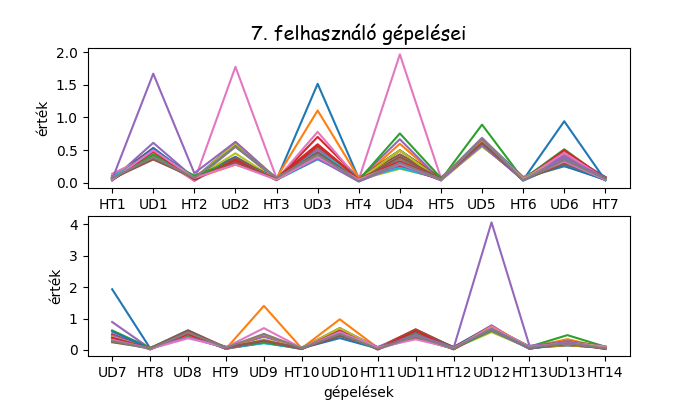 7. felhasználó gépelései
2.0
1.5
1.0
0.5
0.0
érték
HT1 UD1 HT2 UD2 HT3 UD3 HT4 UD4 HT5 UD5 HT6 UD6 HT7
4
3
2
1
0
érték
UD7 HT8 UD8 HT9 UD9 HT10 UD10 HT11 UD11 HT12 UD12 HT13 UD13 HT14
gépelések